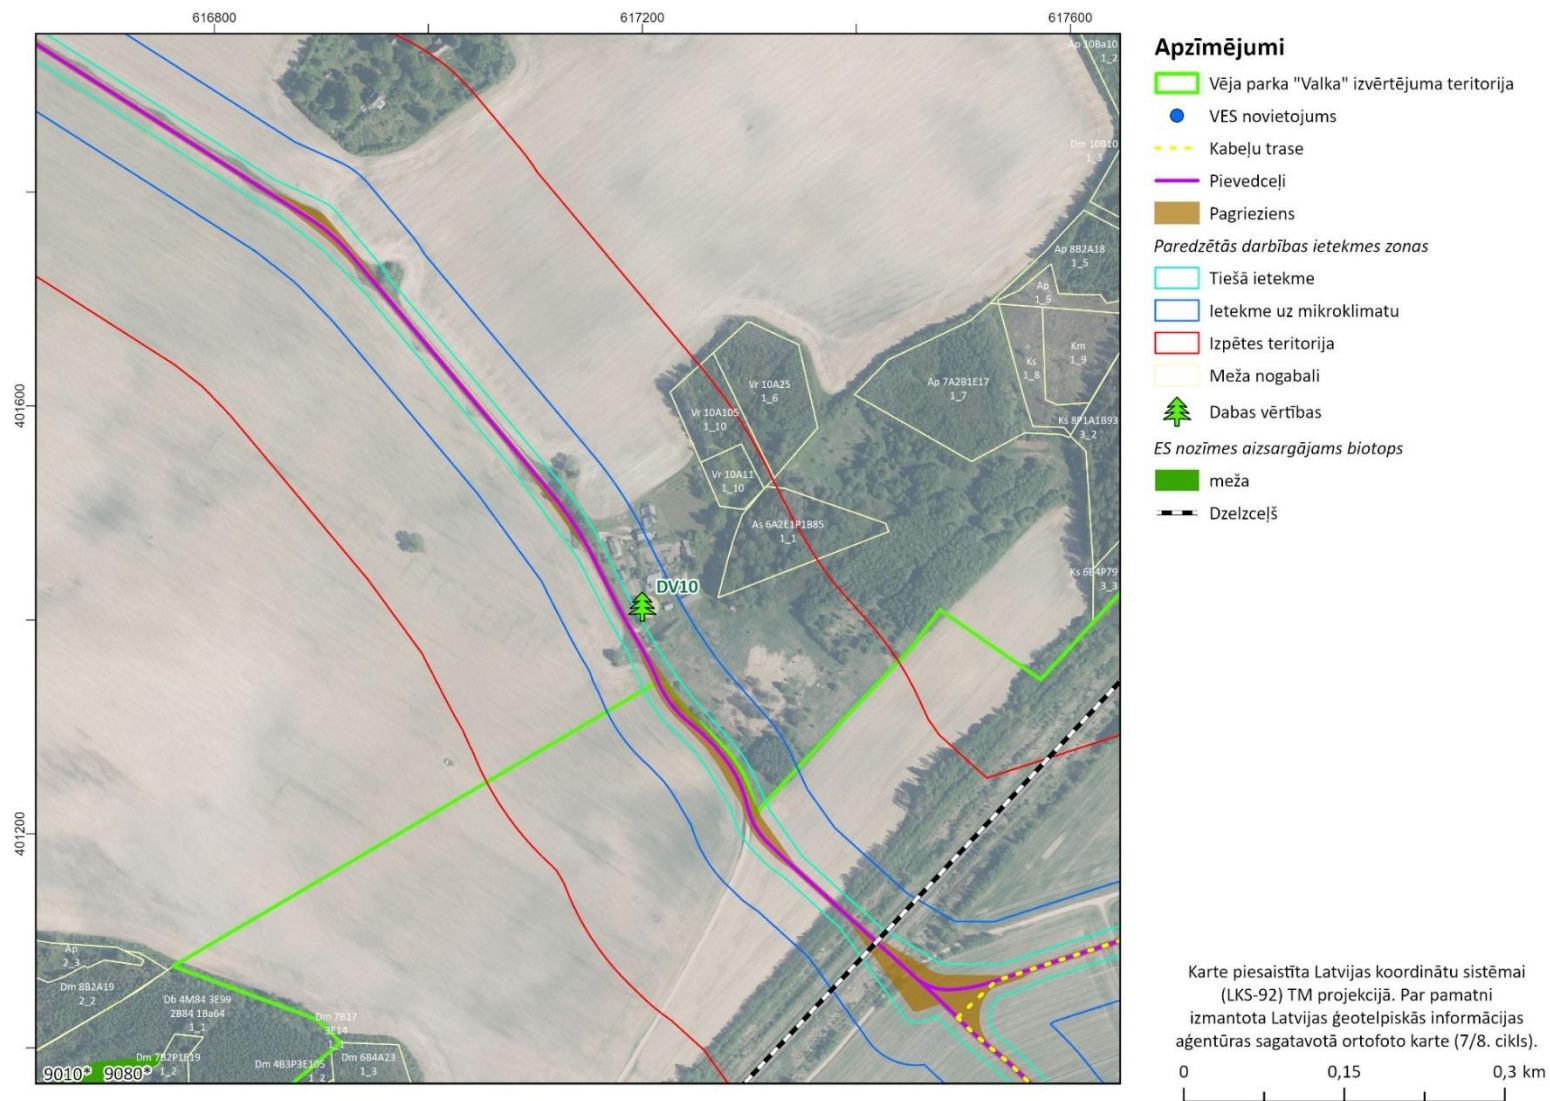 616800
617200
617600
401600
401200
Ap 10Ba10
1_2
Dm 10B10
1_3
Ap 8B2A18
1_5
Ap
1_5
Km
1_9
Ks
1_8
Ap 7A2B1E17
1_7
Vr 10A25
1_6
Vr 10A105
1_10
Ks 8P1A1B93
3_2
Vr 10A11
1_10
As 6A2E1P1B85
1_1
Ks 6B4P79
3_3
DV10
Ap
2_3
Dm 8B2A19
2_2
Db 4M84 3E99
2B84 1Ba64
1_1
Dm 7B17
3E14
Dm 7B2P1E19
1_2
Dm 4B3P3E105
1_2
Dm 6B4A23
1_3
9010* 9080*
Apzīmējumi
Vēja parka "Valka" izvērtējuma teritorija
VES novietojums
Kabeļu trase
Pievedceļi
Pagrieziens
Paredzētās darbības ietekmes zonas
Tiešā ietekme
Ietekme uz mikroklimatu
Izpētes teritorija
Meža nogabali
Dabas vērtības
ES nozīmes aizsargājams biotops
meža
Dzelzceļš
Karte piesaistīta Latvijas koordinātu sistēmai
(LKS-92) TM projekcijā. Par pamatni
izmantota Latvijas ģeotelpiskās informācijas
aģentūras sagatavotā ortofoto karte (7/8. cikls).
0 0,15 0,3 km